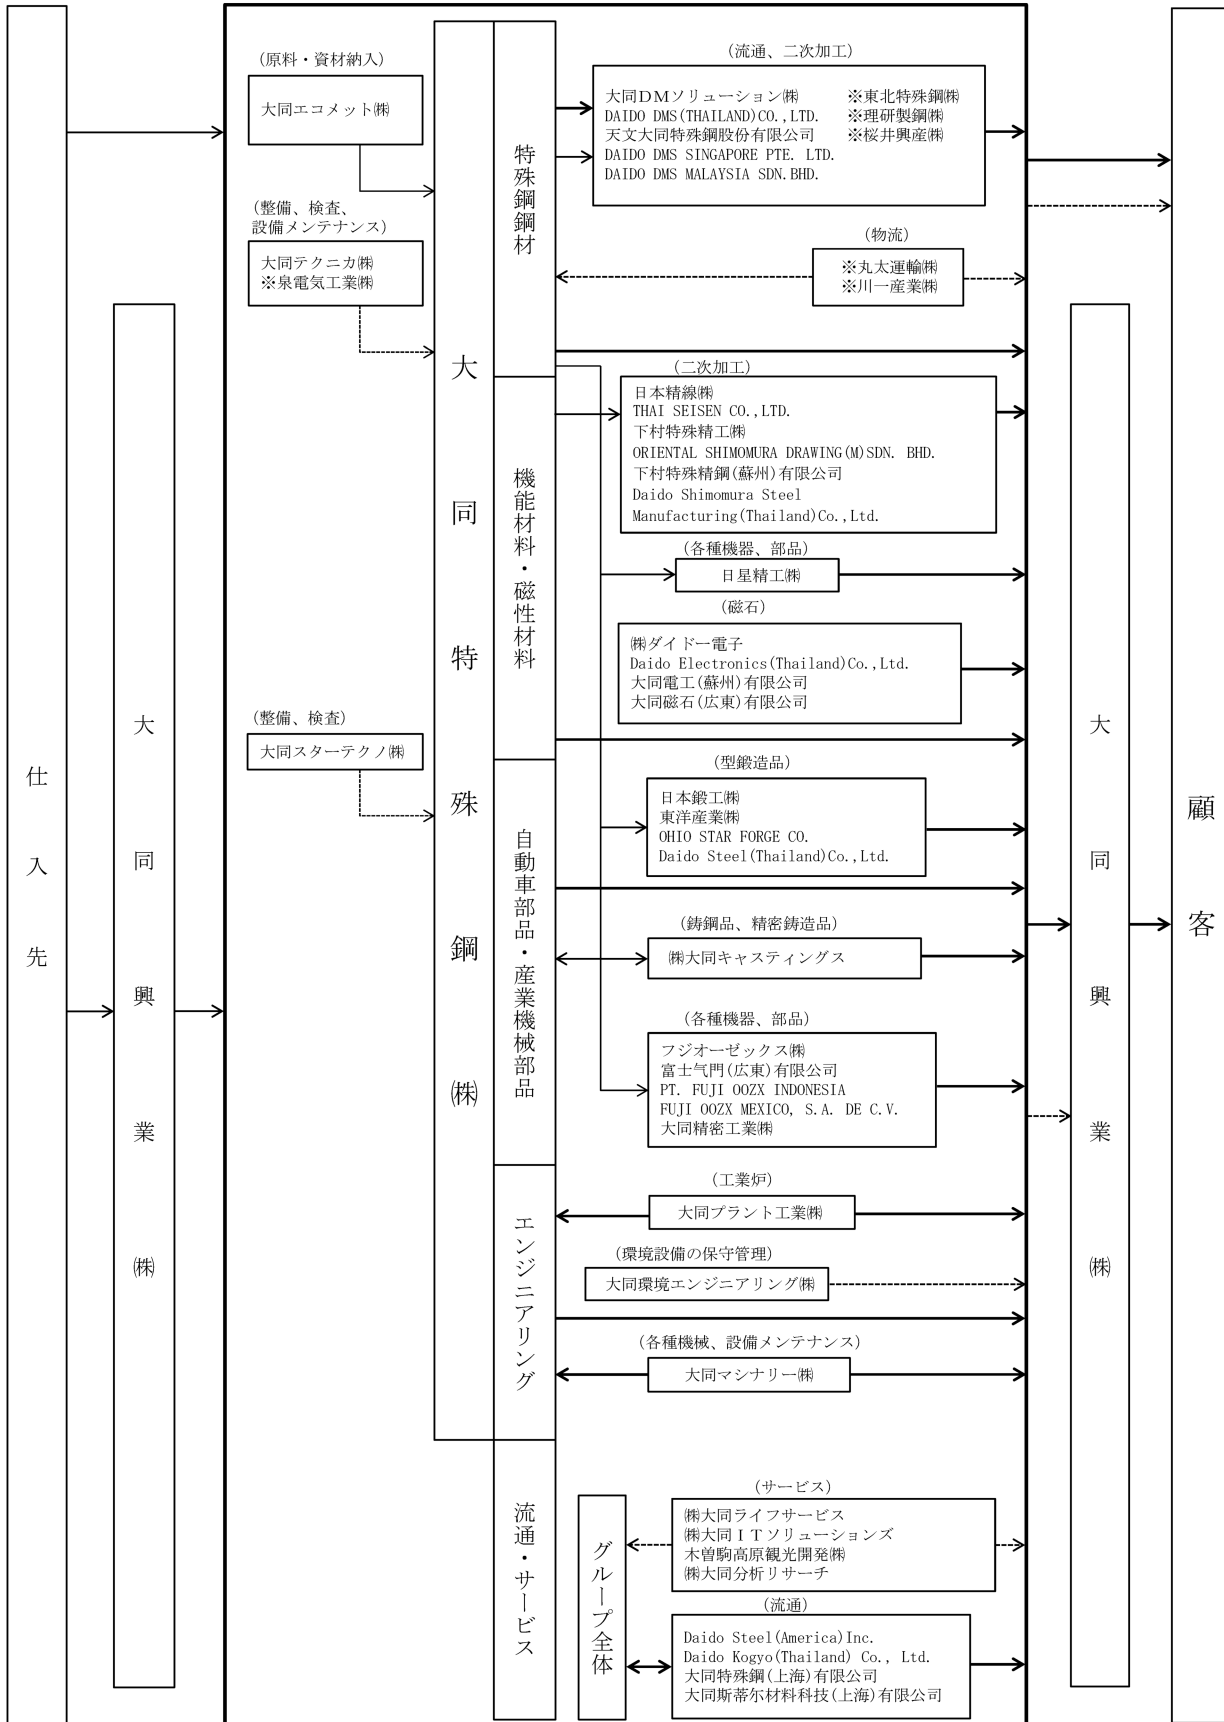 仕入先
大同興業㈱
(原料・資材納入)
大同エコメット㈱
(整備、検査、
設備メンテナンス)
大同テクニカ㈱
※泉電気工業㈱
(整備、検査)
大同スターテクノ㈱
大同特殊鋼㈱
特殊鋼鋼材
(流通、二次加工)
大同DMソリューション㈱ ※東北特殊鋼㈱
DAIDO DMS(THAILAND)CO.,LTD. ※理研製鋼㈱
天文大同特殊鋼股份有限公司 ※桜井興産㈱
DAIDO DMS SINGAPORE PTE. LTD.
DAIDO DMS MALAYSIA SDN.BHD.
(物流)
※丸太運輸㈱
※川一産業㈱
機能材料・磁性材料
(二次加工)
日本精線㈱
THAI SEISEN CO.,LTD.
下村特殊精工㈱
ORIENTAL SHIMOMURA DRAWING(M)SDN. BHD.
下村特殊精鋼(蘇州)有限公司
Daido Shimomura Steel
Manufacturing(Thailand)Co.,Ltd.
(各種機器、部品)
日星精工㈱
(磁石)
㈱ダイドー電子
Daido Electronics(Thailand)Co.,Ltd.
大同電工(蘇州)有限公司
大同磁石(広東)有限公司
自動車部品・産業機械部品
(型鍛造品)
日本鍛工㈱
東洋産業㈱
OHIO STAR FORGE CO.
Daido Steel(Thailand)Co.,Ltd.
(鋳鋼品、精密鋳造品)
㈱大同キャスティングス
(各種機器、部品)
フジオーゼックス㈱
富士气門(広東)有限公司
PT. FUJI OOZX INDONESIA
FUJI OOZX MEXICO, S.A. DE C.V.
大同精密工業㈱
エンジニアリング
(工業炉)
大同プラント工業㈱
(環境設備の保守管理)
大同環境エンジニアリング㈱
(各種機械、設備メンテナンス)
大同マシナリー㈱
流通・サービス
グループ全体
(サービス)
㈱大同ライフサービス
㈱大同ITソリューションズ
木曽駒高原観光開発㈱
㈱大同分析リサーチ
(流通)
Daido Steel(America)Inc.
Daido Kogyo(Thailand) Co., Ltd.
大同特殊鋼(上海)有限公司
大同斯蒂尔材料科技(上海)有限公司
大同興業㈱
顧客